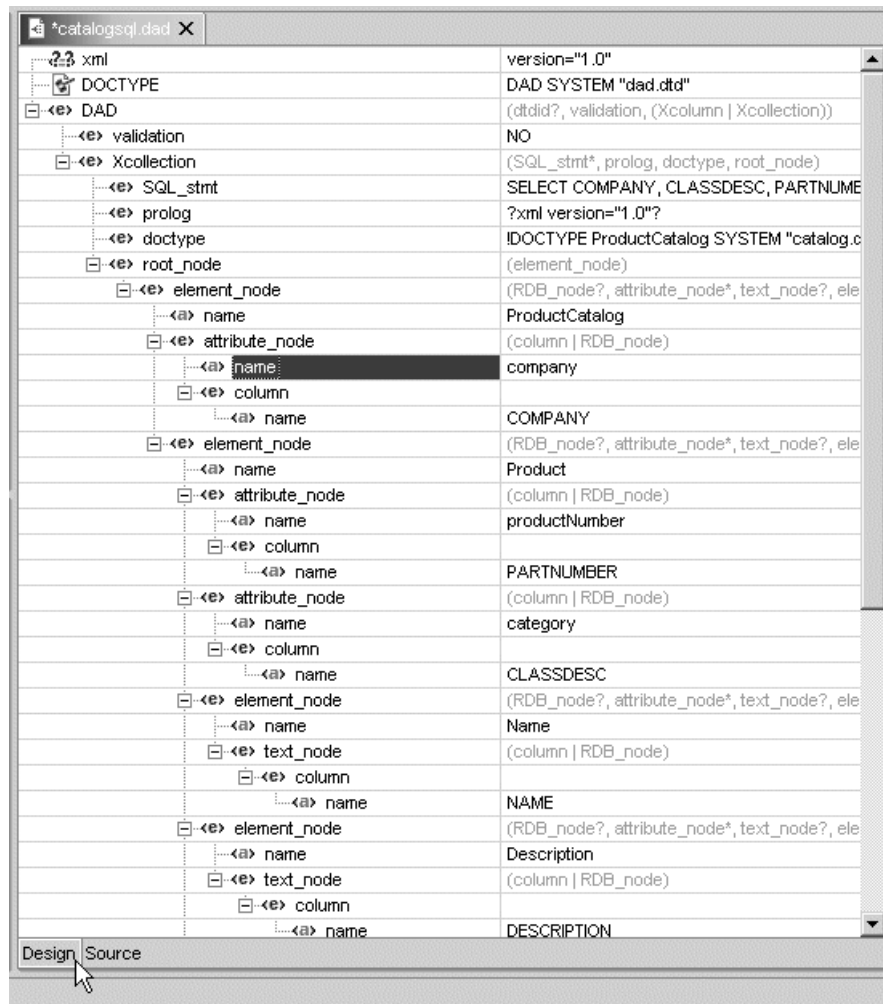 *catalogsql.dad X
?-? xml version="1.0"
DOCTYPE DAD SYSTEM "dad.dtd"
<e> DAD (dtdid?, validation, (Xcolumn | Xcollection))
<e> validation NO
<e> Xcollection (SQL_stmt*, prolog, doctype, root_node)
<e> SQL_stmt SELECT COMPANY, CLASSDESC, PARTNUME
<e> prolog ?xml version="1.0"?
<e> doctype !DOCTYPE ProductCatalog SYSTEM "catalog.c
<e> root_node (element_node)
<e> element_node (RDB_node?, attribute_node*, text_node?, ele
<a> name ProductCatalog
<e> attribute_node (column | RDB_node)
<a> name company
<e> column
<a> name COMPANY
<e> element_node (RDB_node?, attribute_node*, text_node?, ele
<a> name Product
<e> attribute_node (column | RDB_node)
<a> name productNumber
<e> column
<a> name PARTNUMBER
<e> attribute_node (column | RDB_node)
<a> name category
<e> column
<a> name CLASSDESC
<e> element_node (RDB_node?, attribute_node*, text_node?, ele
<a> name Name
<e> text_node (column | RDB_node)
<e> column
<a> name NAME
<e> element_node (RDB_node?, attribute_node*, text_node?, ele
<a> name Description
<e> text_node (column | RDB_node)
<e> column
<a> name DESCRIPTION
Design Source